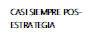 CASI SIEMPRE POS-
ESTRATEGIA